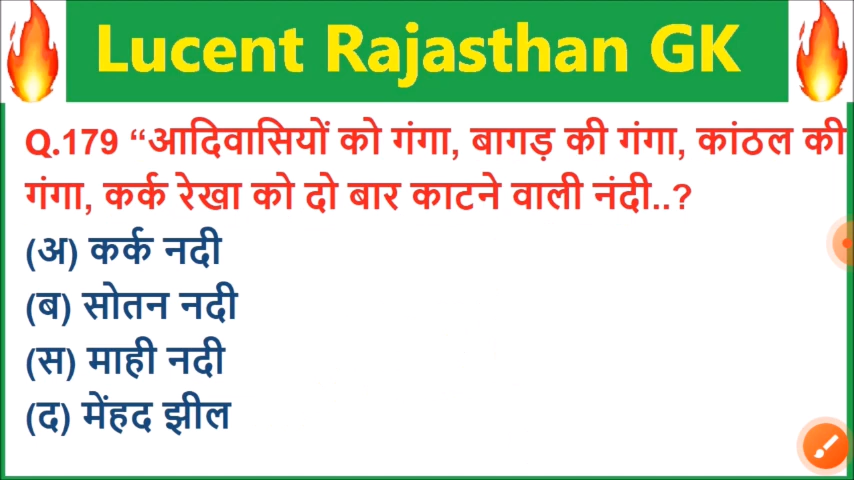 Lucent Rajasthan GK
Q.179 “आदिवासियों को गंगा, बागड़ की गंगा, कांठल की
गंगा, कर्क रेखा को दो बार काटने वाली नंदी..?
(अ) कर्क नदी
(ब) सोतन नदी
(स) माही नदी
(द) मेंहद झील